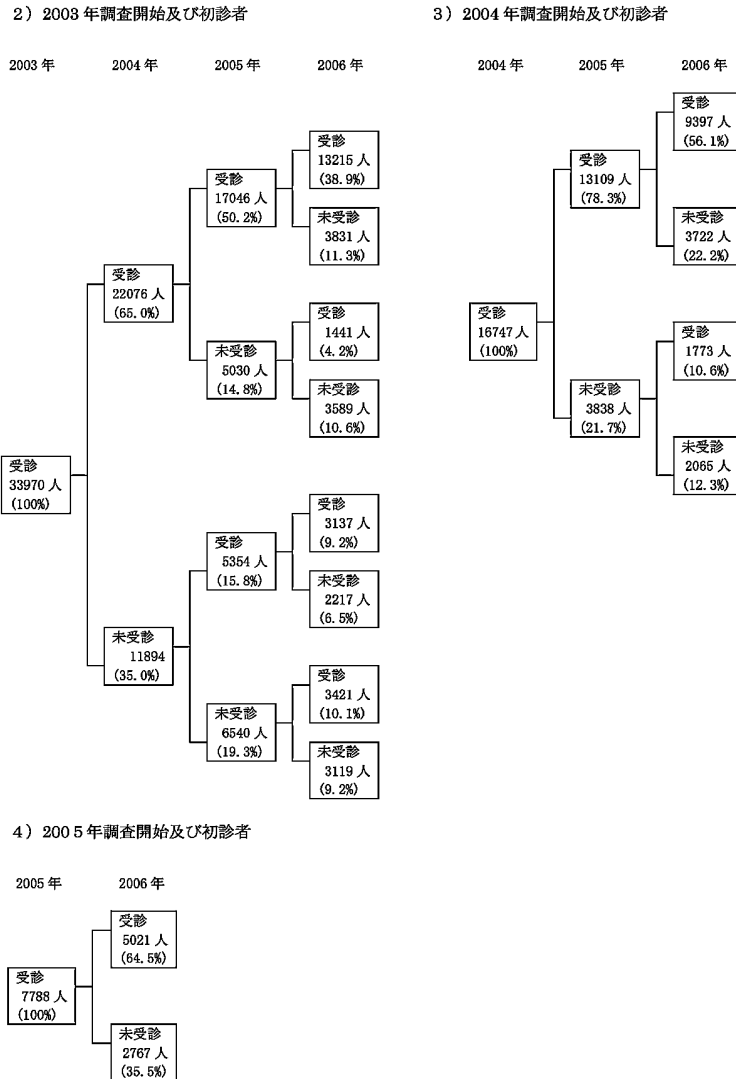 2）2003年調査開始及び初診者
2003年 2004年 2005年 2006年
受診
13215人
(38.9%)
受診
17046人
(50.2%)
未受診
3831人
(11.3%)
受診
22076人
(65.0%)
受診
1441人
(4.2%)
未受診
5030人
(14.8%)
未受診
3589人
(10.6%)
受診
33970人
(100%)
受診
3137人
(9.2%)
受診
5354人
(15.8%)
未受診
2217人
(6.5%)
未受診
11894
(35.0%)
受診
3421人
(10.1%)
未受診
6540人
(19.3%)
未受診
3119人
(9.2%)
3）2004年調査開始及び初診者
2004年 2005年 2006年
受診
9397人
(56.1%)
受診
13109人
(78.3%)
未受診
3722人
(22.2%)
受診
16747人
(100%)
受診
1773人
(10.6%)
未受診
3838人
(21.7%)
未受診
2065人
(12.3%)
4）2005年調査開始及び初診者
2005年 2006年
受診
5021人
(64.5%)
受診
7788人
(100%)
未受診
2767人
(35.5%)